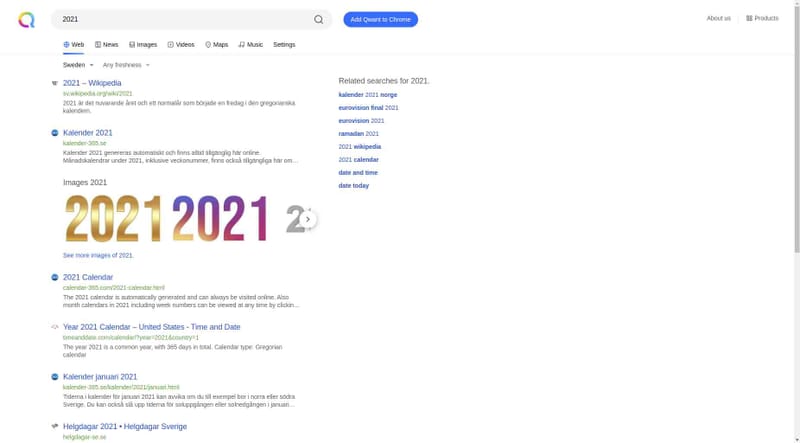 2021
Add Qwant to Chrome
About us
Products
Web
News
Images
Videos
Maps
Music
Settings
Sweden
Any freshness
2021 – Wikipedia
sv.wikipedia.org/wiki/2021
2021 är det nuvarande året och ett normalår som började en fredag i den gregorianska
kalendern.
Kalender 2021
kalender-365.se
Kalender 2021 genereras automatiskt och finns alltid tillgänglig här online.
Månadskalendrar under 2021, inklusive veckonummer, finns också tillgängliga här om…
Images 2021
2021
2021
2
See more images of 2021.
2021 Calendar
calendar-365.com/2021-calendar.html
The 2021 calendar is automatically generated and can always be visited online. Also
month calendars in 2021 including week numbers can be viewed at any time by clickin…
Year 2021 Calendar – United States - Time and Date
timeanddate.com/calendar/?year=2021&country=1
The year 2021 is a common year, with 365 days in total. Calendar type: Gregorian
calendar
Kalender januari 2021
kalender-365.se/kalender/2021/januari.html
Tiderna i kalender för januari 2021 kan avvika om du till exempel bor i norra eller södra
Sverige. Du kan också slå upp tiderna för soluppgången eller solnedgången i januari…
Helgdagar 2021 • Helgdagar Sverige
helgdagar-se.se
Related searches for 2021.
kalender 2021 norge
eurovision final 2021
eurovision 2021
ramadan 2021
2021 wikipedia
2021 calendar
date and time
date today